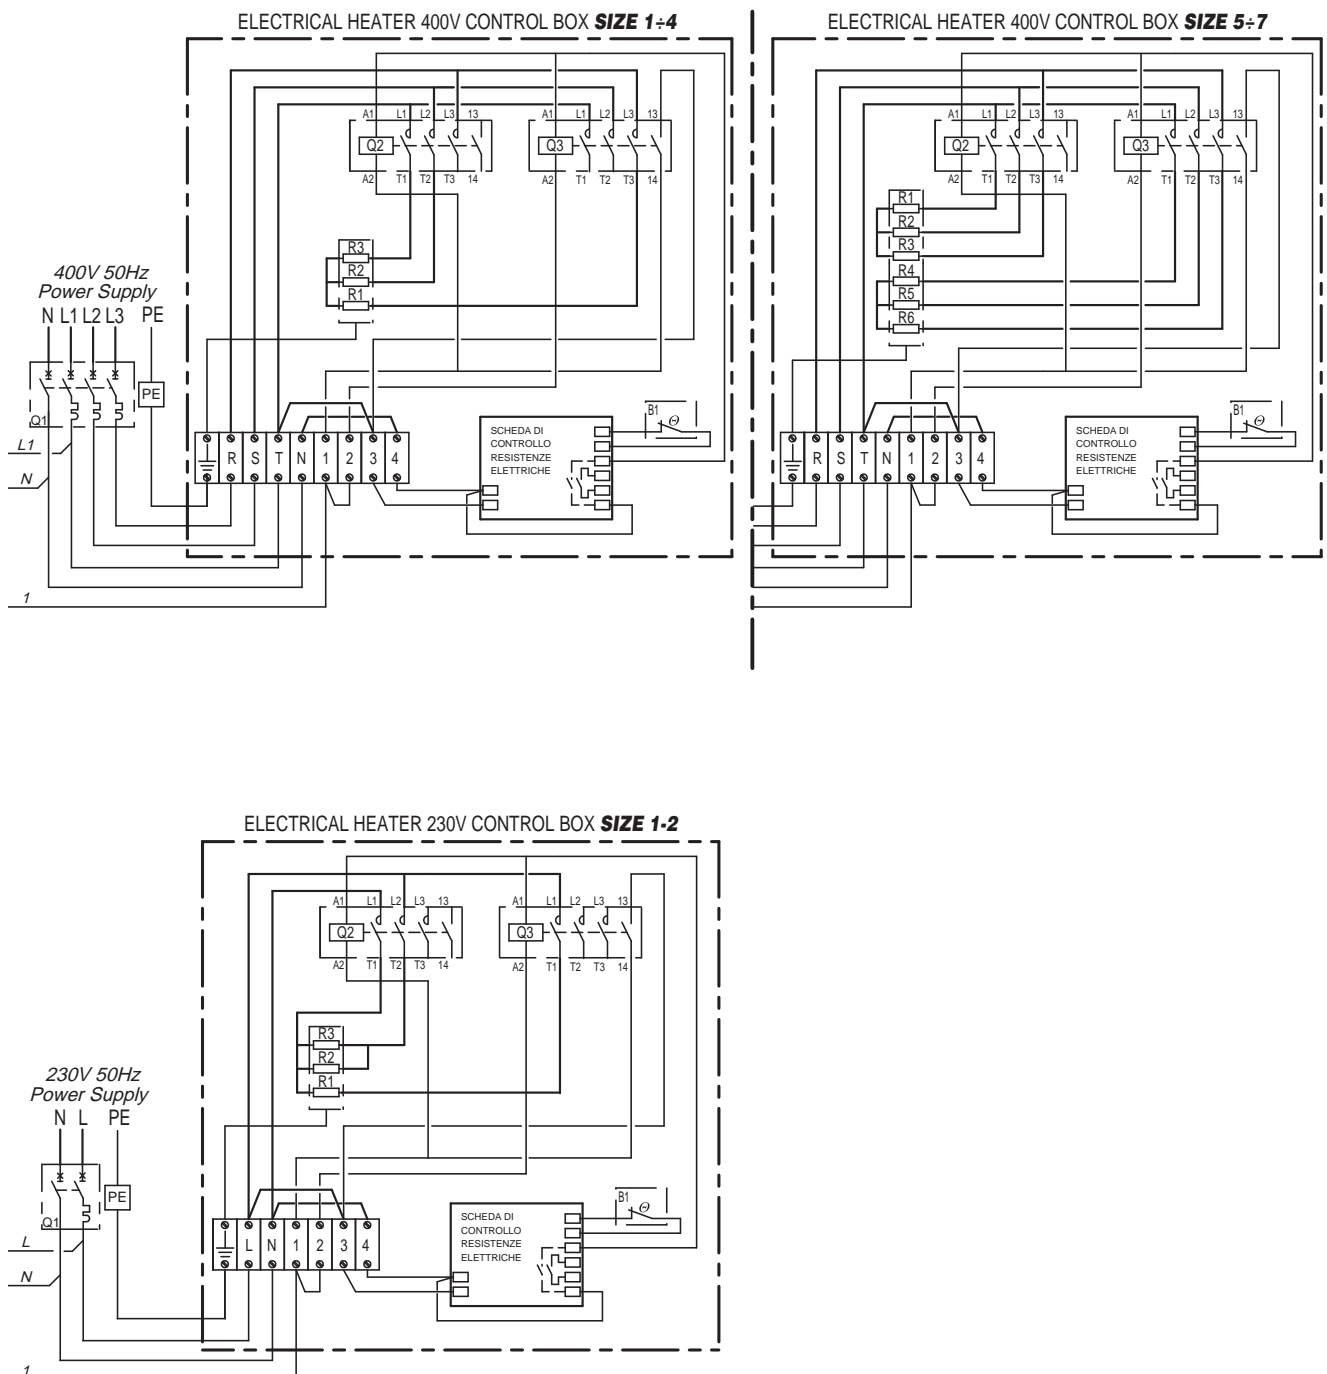 ELECTRICAL HEATER 400V CONTROL BOX SIZE 1÷4
A1 L1 L2 L3 13
Q2
A2 T1 T2 T3 14
A1 L1 L2 L3 13
Q3
A2 T1 T2 T3 14
R3
R2
R1
400V 50Hz
Power Supply
N L1 L2 L3 PE
PE
Q1
L1
N
1
R S T N 1 2 3 4
SCHEDA DI
CONTROLLO
RESISTENZE
ELETTRICHE
B1
Θ
ELECTRICAL HEATER 400V CONTROL BOX SIZE 5÷7
A1 L1 L2 L3 13
Q2
A2 T1 T2 T3 14
A1 L1 L2 L3 13
Q3
A2 T1 T2 T3 14
R1
R2
R3
R4
R5
R6
R S T N 1 2 3 4
SCHEDA DI
CONTROLLO
RESISTENZE
ELETTRICHE
B1
Θ
ELECTRICAL HEATER 230V CONTROL BOX SIZE 1-2
A1 L1 L2 L3 13
Q2
A2 T1 T2 T3 14
A1 L1 L2 L3 13
Q3
A2 T1 T2 T3 14
R3
R2
R1
230V 50Hz
Power Supply
N L PE
PE
Q1
L
N
1
L N 1 2 3 4
SCHEDA DI
CONTROLLO
RESISTENZE
ELETTRICHE
B1
Θ